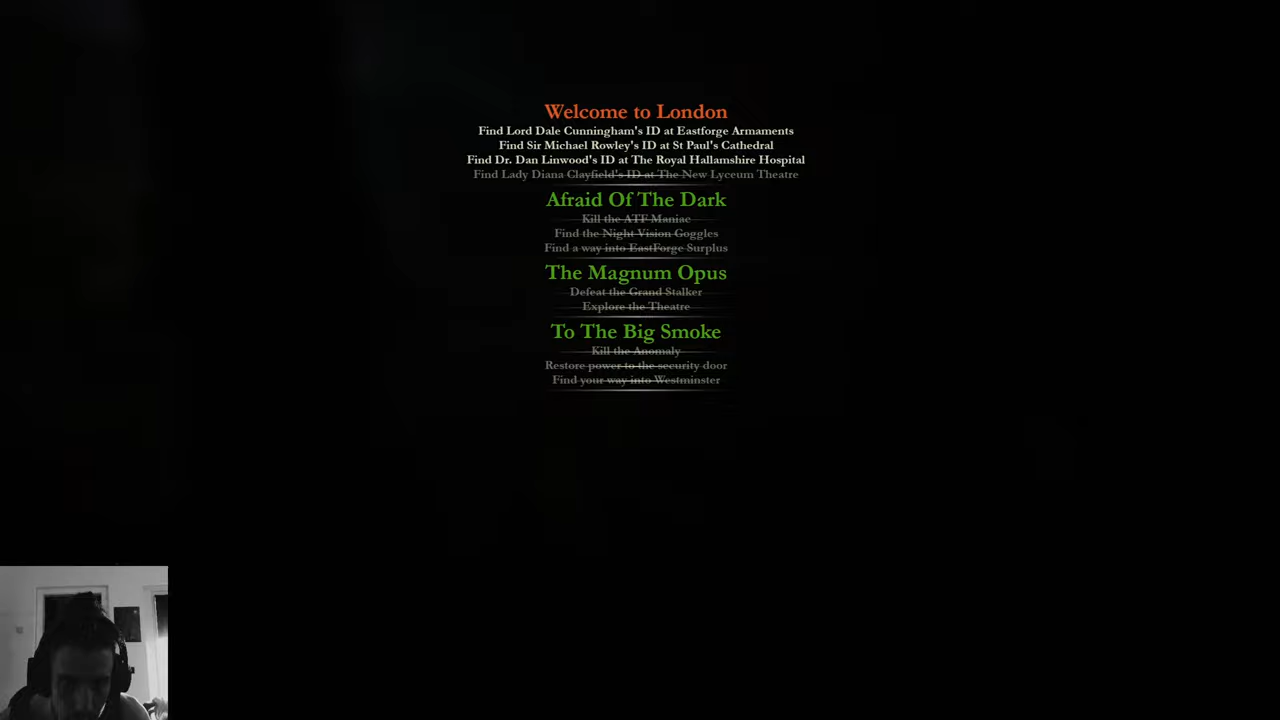 Welcome to London
Find Lord Dale Cunningham's ID at Eastforge Armaments
Find Sir Michael Rowley's ID at St Paul's Cathedral
Find Dr. Dan Linwood's ID at The Royal Hallamshire Hospital
Find Lady Diana Clayfield's ID at The New Lyceum Theatre
Afraid Of The Dark
Kill the ATF Maniac
Find the Night Vision Goggles
Find a way into EastForge Surplus
The Magnum Opus
Defeat the Grand Stalker
Explore the Theatre
To The Big Smoke
Kill the Anomaly
Restore power to the security door
Find your way into Westminster